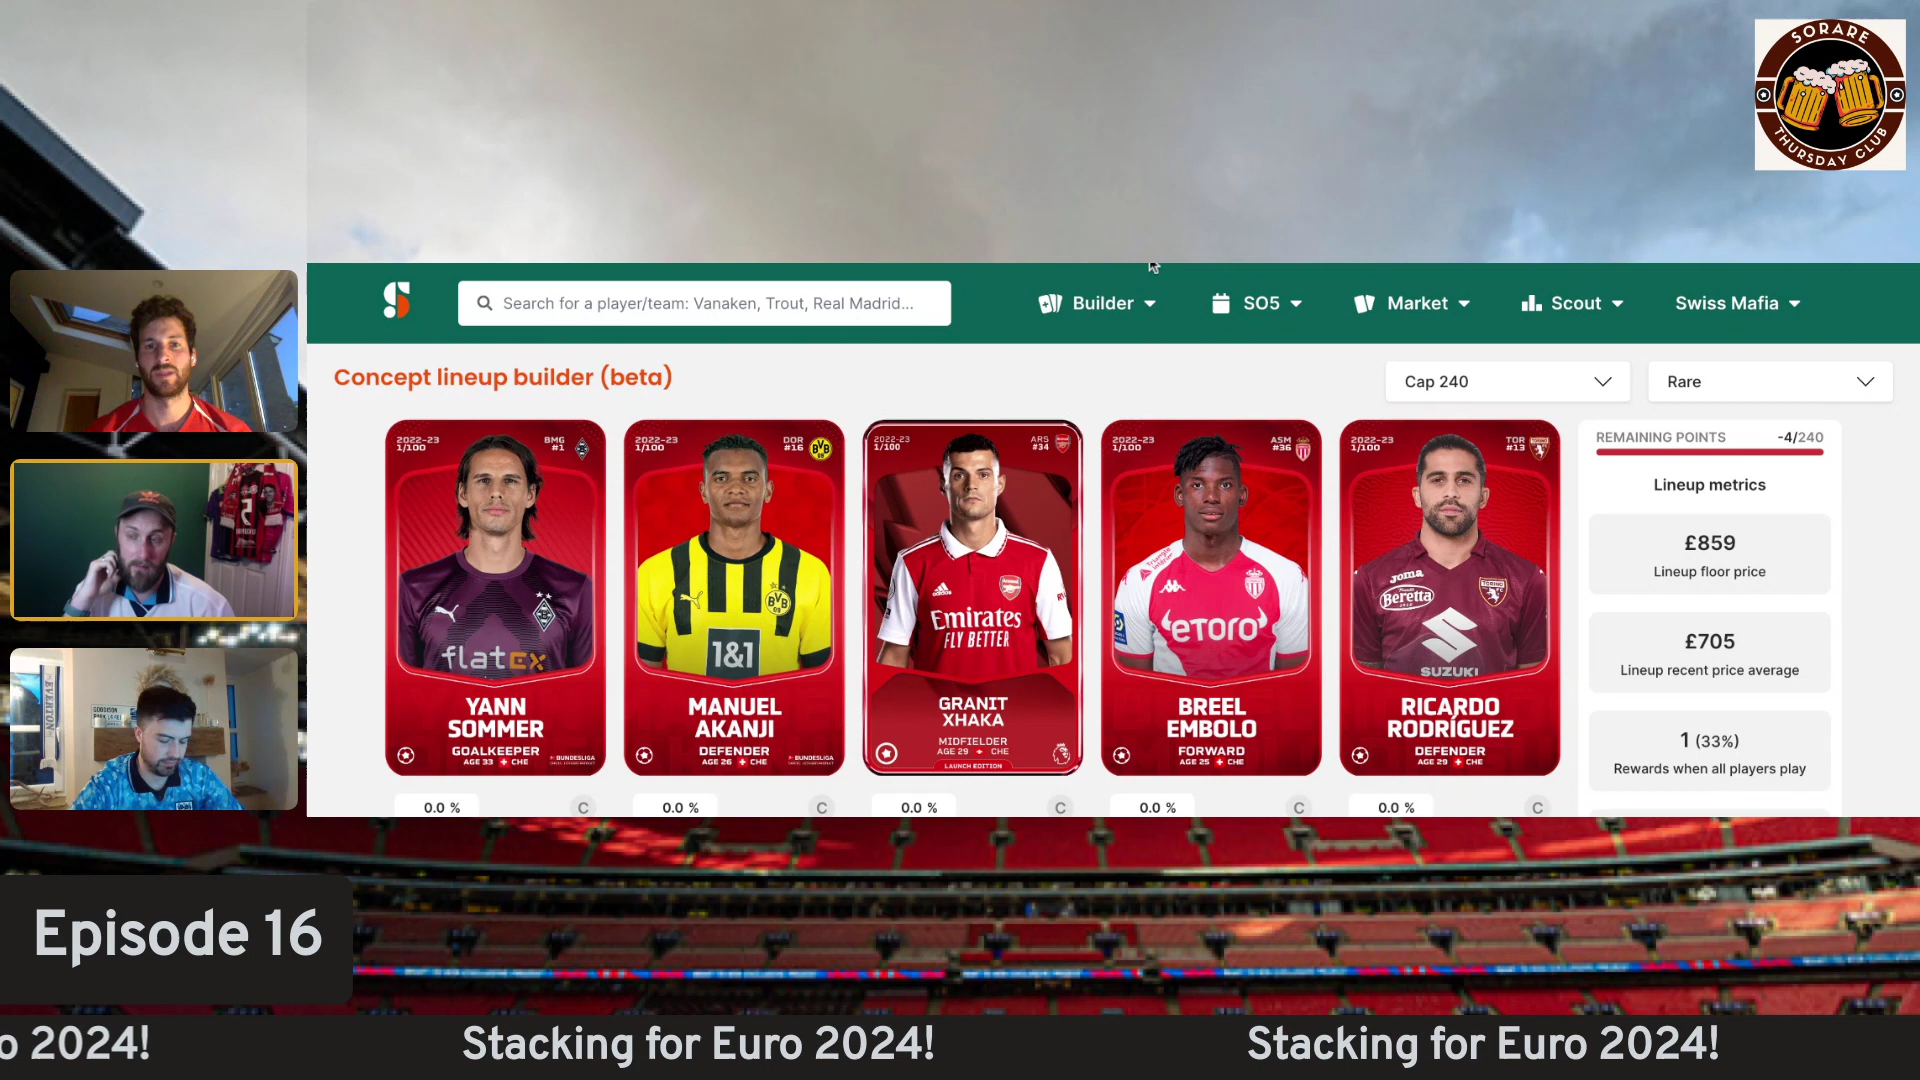 SORARE
THURSDAY CLUB
Search for a player/team: Vanaken, Trout, Real Madrid...
Builder
SO5
Market
Scout
Swiss Mafia
Concept lineup builder (beta)
Cap 240
Rare
2022-23
1/100
BMG
#1
flatex
YANN
SOMMER
GOALKEEPER
AGE 33 CHE
BUNDESLIGA
2022-23
1/100
DOR
#16
BVB
09
1&1
MANUEL
AKANJI
DEFENDER
AGE 26 CHE
BUNDESLIGA
2022-23
1/100
ARS
#34
Arsenal
adidas
Emirates
FLY BETTER
GRANIT
XHAKA
MIDFIELDER
AGE 29 CHE
LAUNCH EDITION
2022-23
1/100
ASM
#36
Kappa
eToro
BREEL
EMBOLO
FORWARD
AGE 25 CHE
2022-23
1/100
TOR
#13
Joma
Beretta
SUZUKI
RICARDO
RODRÍGUEZ
DEFENDER
AGE 29 CHE
REMAINING POINTS -4/240
Lineup metrics
£859
Lineup floor price
£705
Lineup recent price average
1 (33%)
Rewards when all players play
0.0 % C
0.0 % C
0.0 % C
0.0 % C
0.0 % C
EVERTON
Episode 16
o 2024! Stacking for Euro 2024! Stacking for Euro 2024!